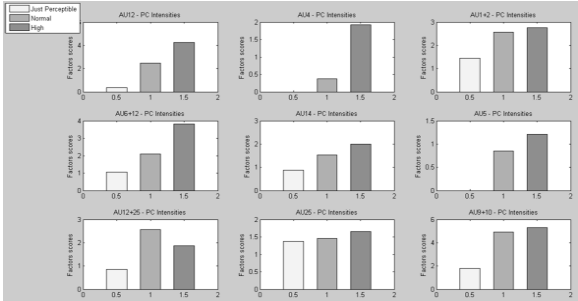 Just Perceptible
Normal
High
AU12 - PC Intensities
Factors scores
6
4
2
0
0 0.5 1 1.5 2
AU4 - PC Intensities
Factors scores
2
1.5
1
0.5
0
0 0.5 1 1.5 2
AU1+2 - PC Intensities
Factors scores
3
2
1
0
0 0.5 1 1.5 2
AU6+12 - PC Intensities
Factors scores
4
3
2
1
0
0 0.5 1 1.5 2
AU14 - PC Intensities
Factors scores
3
2
1
0
0 0.5 1 1.5 2
AU5 - PC Intensities
Factors scores
1.5
1
0.5
0
0 0.5 1 1.5 2
AU12+25 - PC Intensities
Factors scores
3
2
1
0
0 0.5 1 1.5 2
AU25 - PC Intensities
Factors scores
2
1.5
1
0.5
0
0 0.5 1 1.5 2
AU9+10 - PC Intensities
Factors scores
6
4
2
0
0 0.5 1 1.5 2